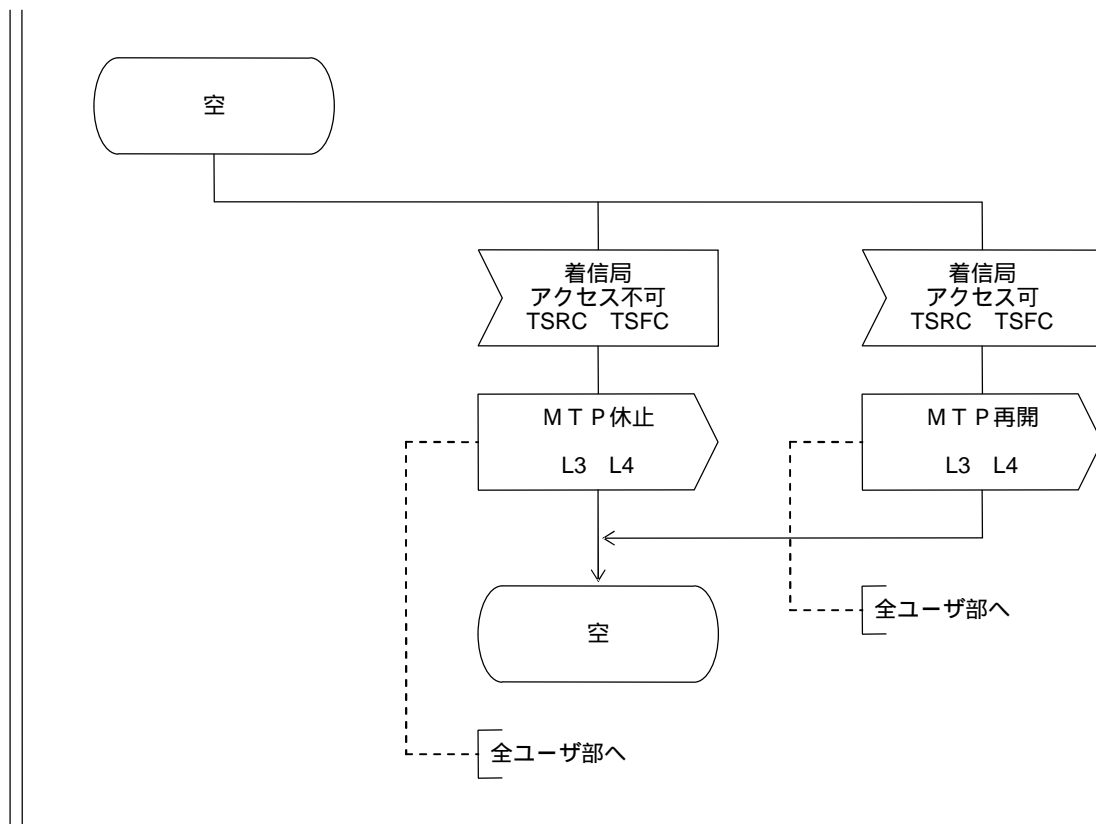 空
着信局
アクセス不可
TSRC TSFC
着信局
アクセス可
TSRC TSFC
ＭＴＰ休止
L3 L4
ＭＴＰ再開
L3 L4
全ユーザ部へ
空
全ユーザ部へ